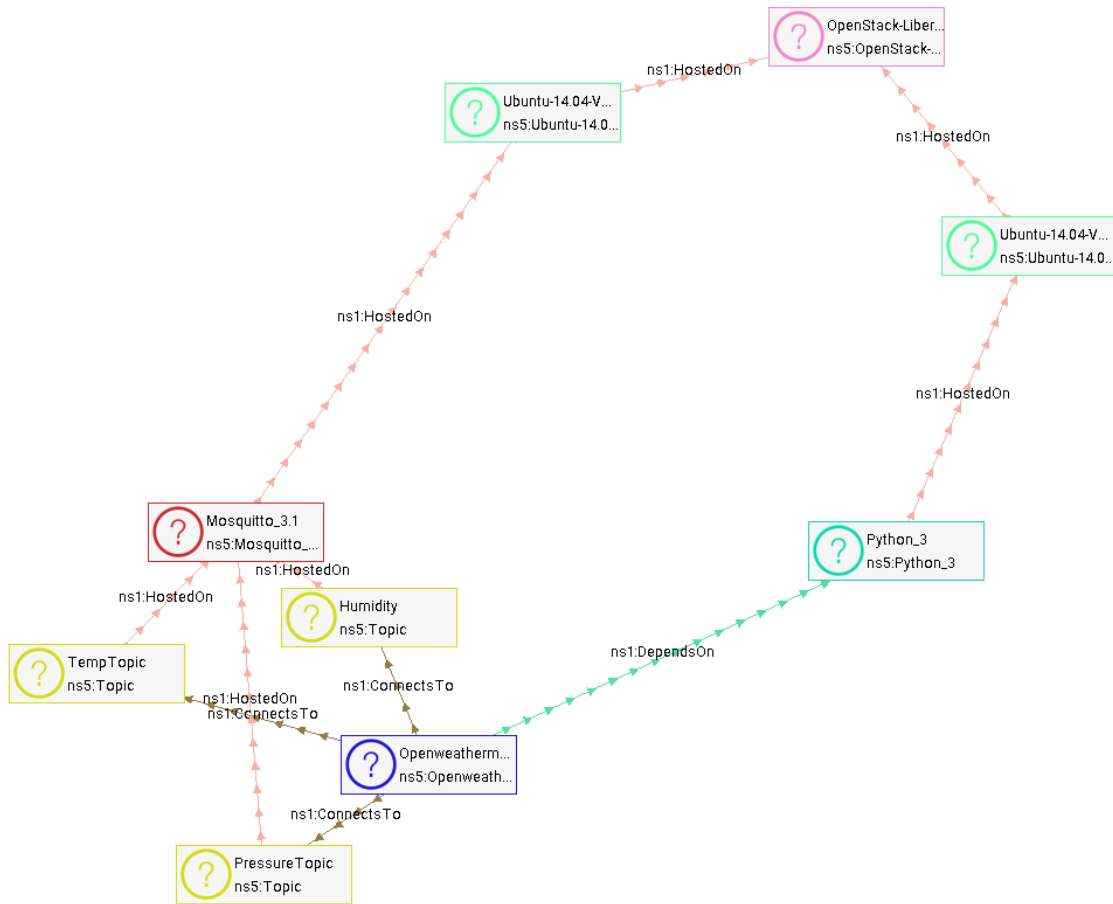 OpenStack-Liber...
ns5:OpenStack-...
ns1:HostedOn
Ubuntu-14.04-V...
ns5:Ubuntu-14.0...
ns1:HostedOn
Ubuntu-14.04-V...
ns5:Ubuntu-14.0...
ns1:HostedOn
ns1:HostedOn
Mosquitto_3.1
ns5:Mosquitto_...
Python_3
ns5:Python_3
ns1:HostedOn
ns1:HostedOn
Humidity
ns5:Topic
TempTopic
ns5:Topic
ns1:DependsOn
ns1:ConnectsTo
ns1:HostedOn
ns1:ConnectsTo
Openweatherm...
ns5:Openweath...
ns1:ConnectsTo
PressureTopic
ns5:Topic